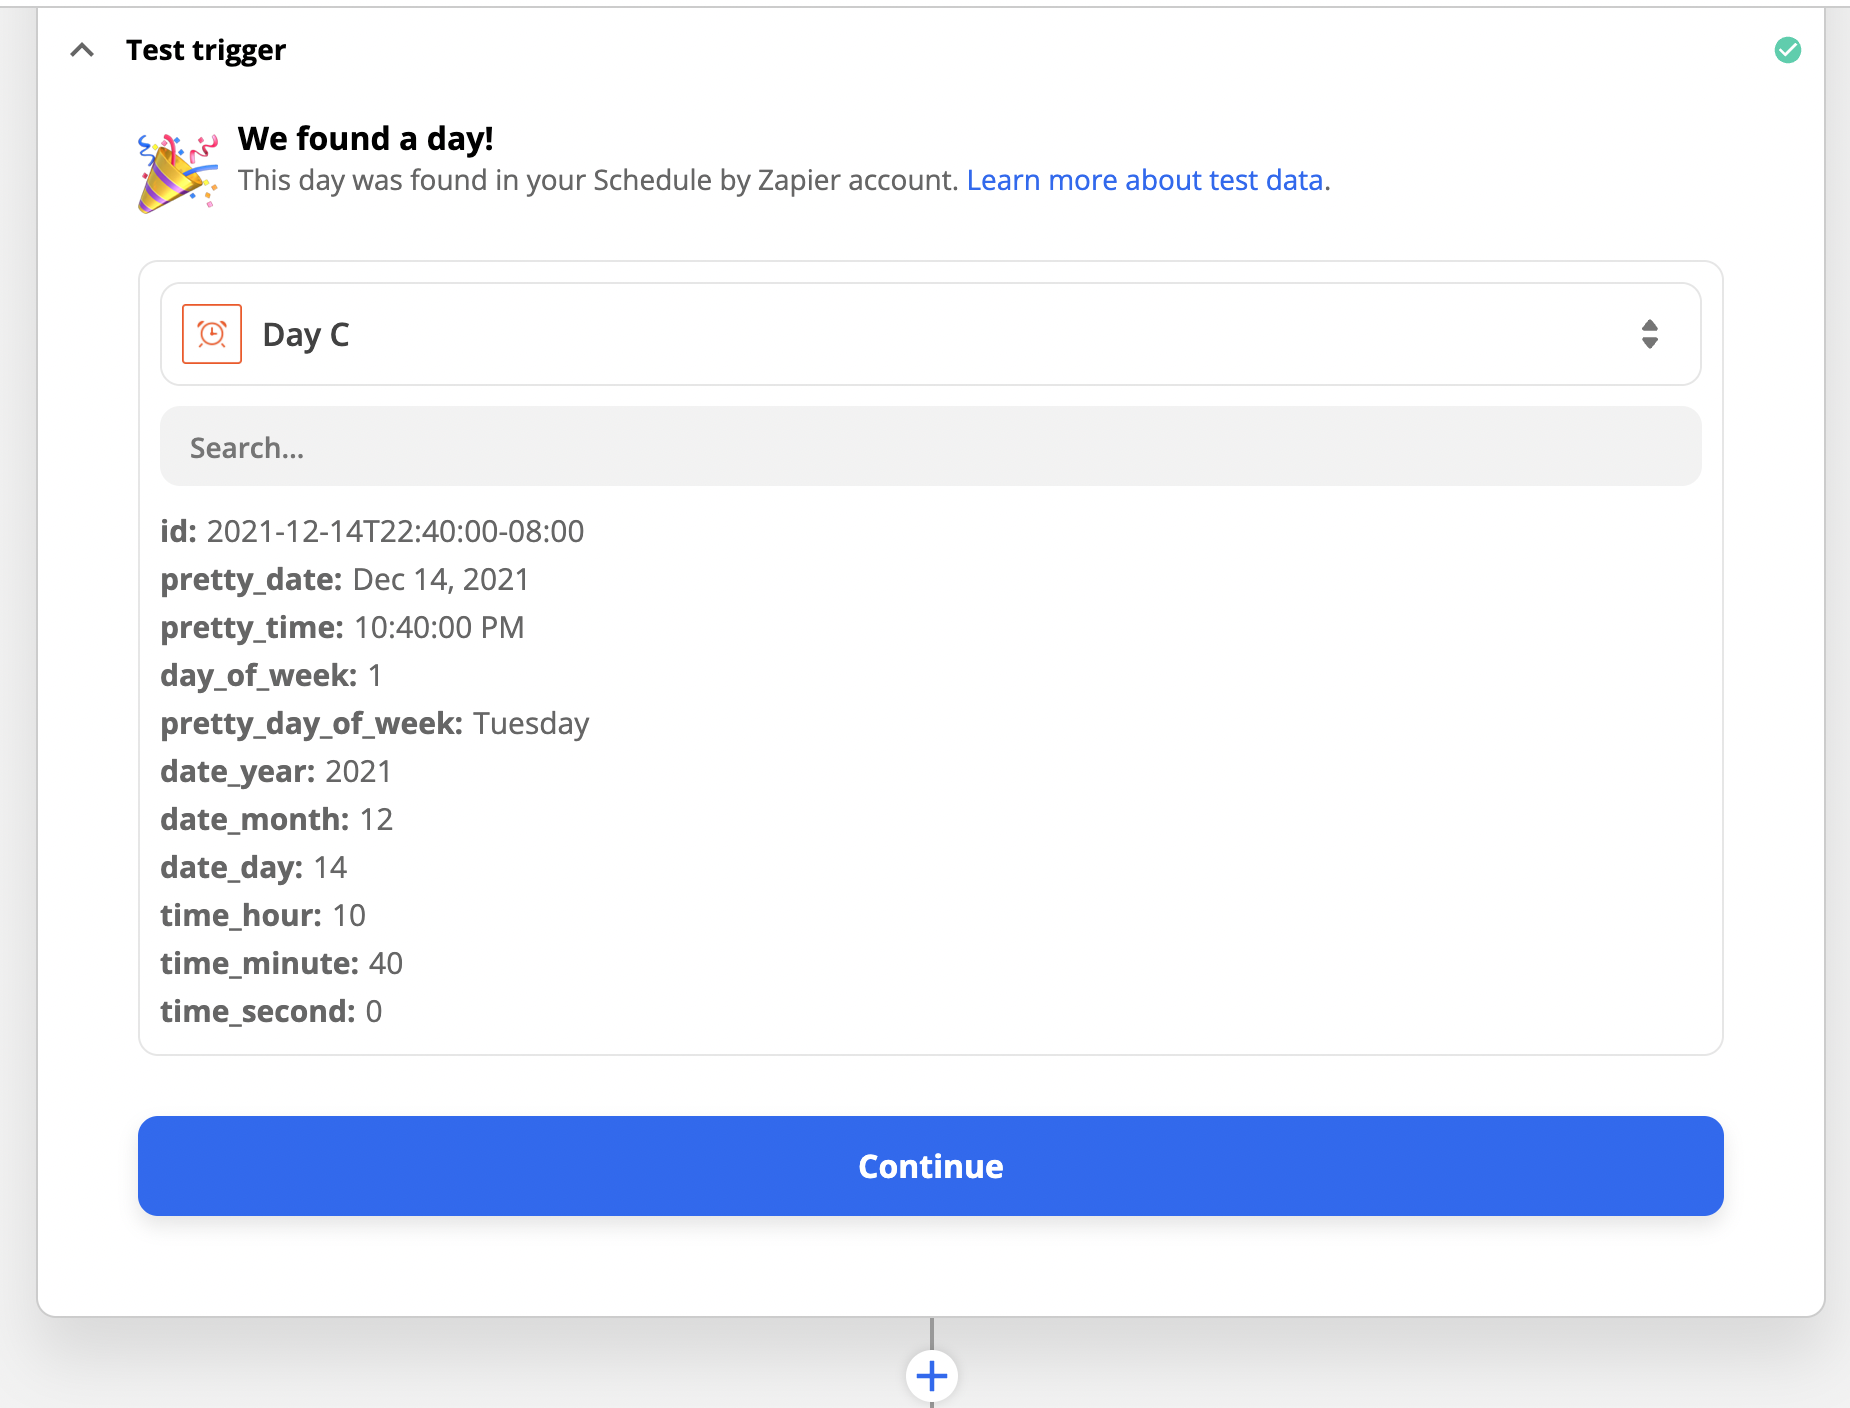 Test trigger
We found a day!
This day was found in your Schedule by Zapier account. Learn more about test data.
Day C
Search...
id: 2021-12-14T22:40:00-08:00
pretty_date: Dec 14, 2021
pretty_time: 10:40:00 PM
day_of_week: 1
pretty_day_of_week: Tuesday
date_year: 2021
date_month: 12
date_day: 14
time_hour: 10
time_minute: 40
time_second: 0
Continue